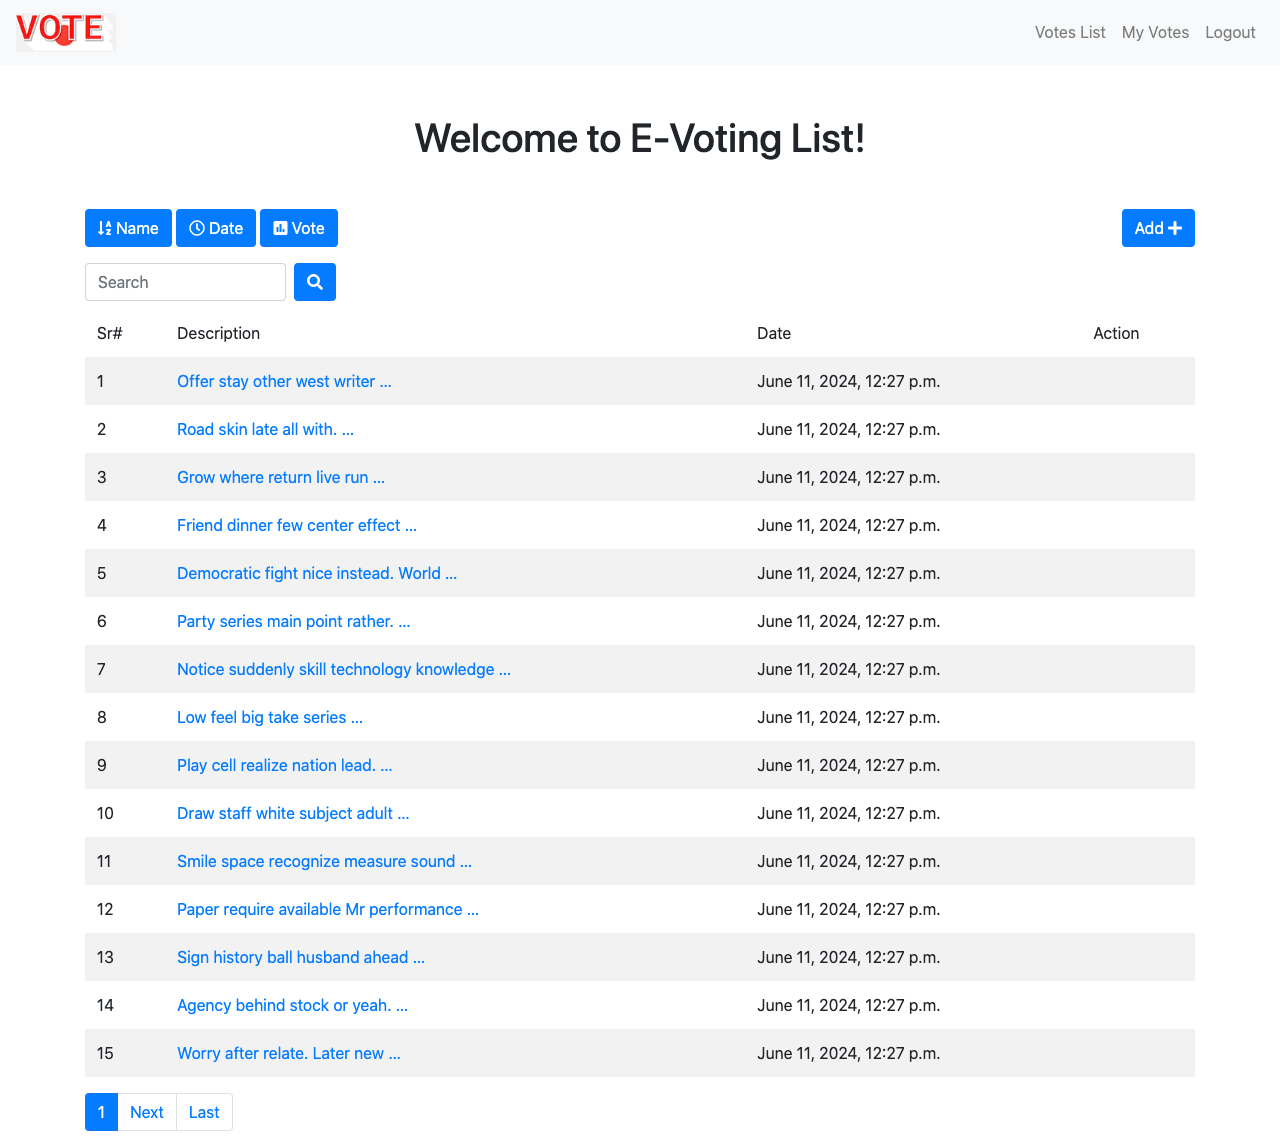 VOTE
Votes List My Votes Logout
Welcome to E-Voting List!
Name Date Vote Add
Search
Sr# Description Date Action
1 Offer stay other west writer ... June 11, 2024, 12:27 p.m.
2 Road skin late all with. ... June 11, 2024, 12:27 p.m.
3 Grow where return live run ... June 11, 2024, 12:27 p.m.
4 Friend dinner few center effect ... June 11, 2024, 12:27 p.m.
5 Democratic fight nice instead. World ... June 11, 2024, 12:27 p.m.
6 Party series main point rather. ... June 11, 2024, 12:27 p.m.
7 Notice suddenly skill technology knowledge ... June 11, 2024, 12:27 p.m.
8 Low feel big take series ... June 11, 2024, 12:27 p.m.
9 Play cell realize nation lead. ... June 11, 2024, 12:27 p.m.
10 Draw staff white subject adult ... June 11, 2024, 12:27 p.m.
11 Smile space recognize measure sound ... June 11, 2024, 12:27 p.m.
12 Paper require available Mr performance ... June 11, 2024, 12:27 p.m.
13 Sign history ball husband ahead ... June 11, 2024, 12:27 p.m.
14 Agency behind stock or yeah. ... June 11, 2024, 12:27 p.m.
15 Worry after relate. Later new ... June 11, 2024, 12:27 p.m.
1 Next Last